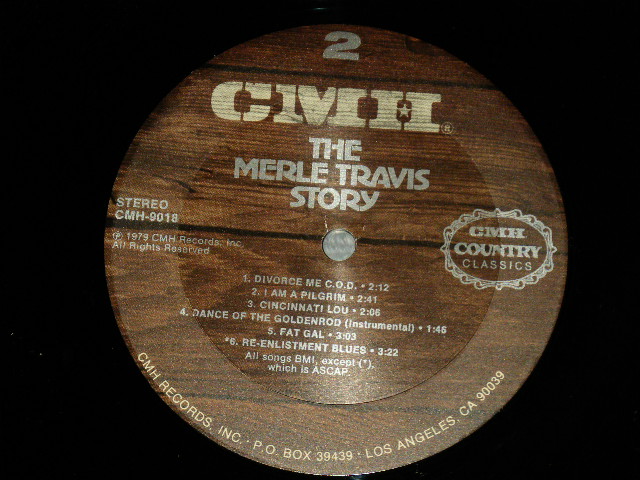 2
CMH®
THE
MERLE TRAVIS
STORY
STEREO
CMH-9018
℗ 1979 CMH Records, Inc.
All Rights Reserved
CMH
COUNTRY
CLASSICS
1. DIVORCE ME C.O.D. • 2:12
2. I AM A PILGRIM • 2:41
3. CINCINNATI LOU • 2:06
4. DANCE OF THE GOLDENROD (Instrumental) • 1:46
5. FAT GAL • 3:03
*6. RE-ENLISTMENT BLUES • 3:22
All songs BMI, except (*),
which is ASCAP.
CMH RECORDS, INC. · P.O. BOX 39439 · LOS ANGELES, CA 90039